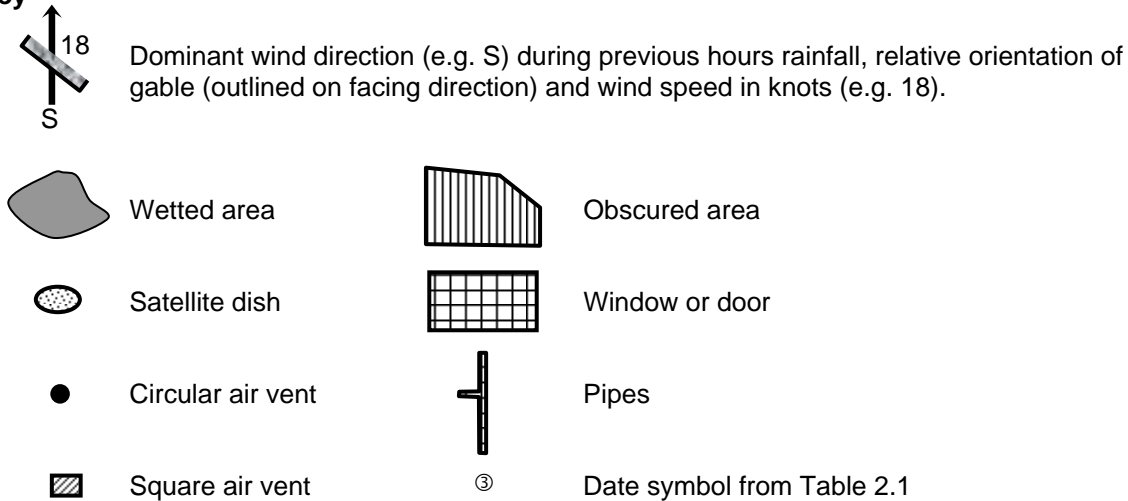 18
Dominant wind direction (e.g. S) during previous hours rainfall, relative orientation of
gable (outlined on facing direction) and wind speed in knots (e.g. 18).
S
Wetted area
Obscured area
Satellite dish
Window or door
Circular air vent
Pipes
Square air vent
③
Date symbol from Table 2.1